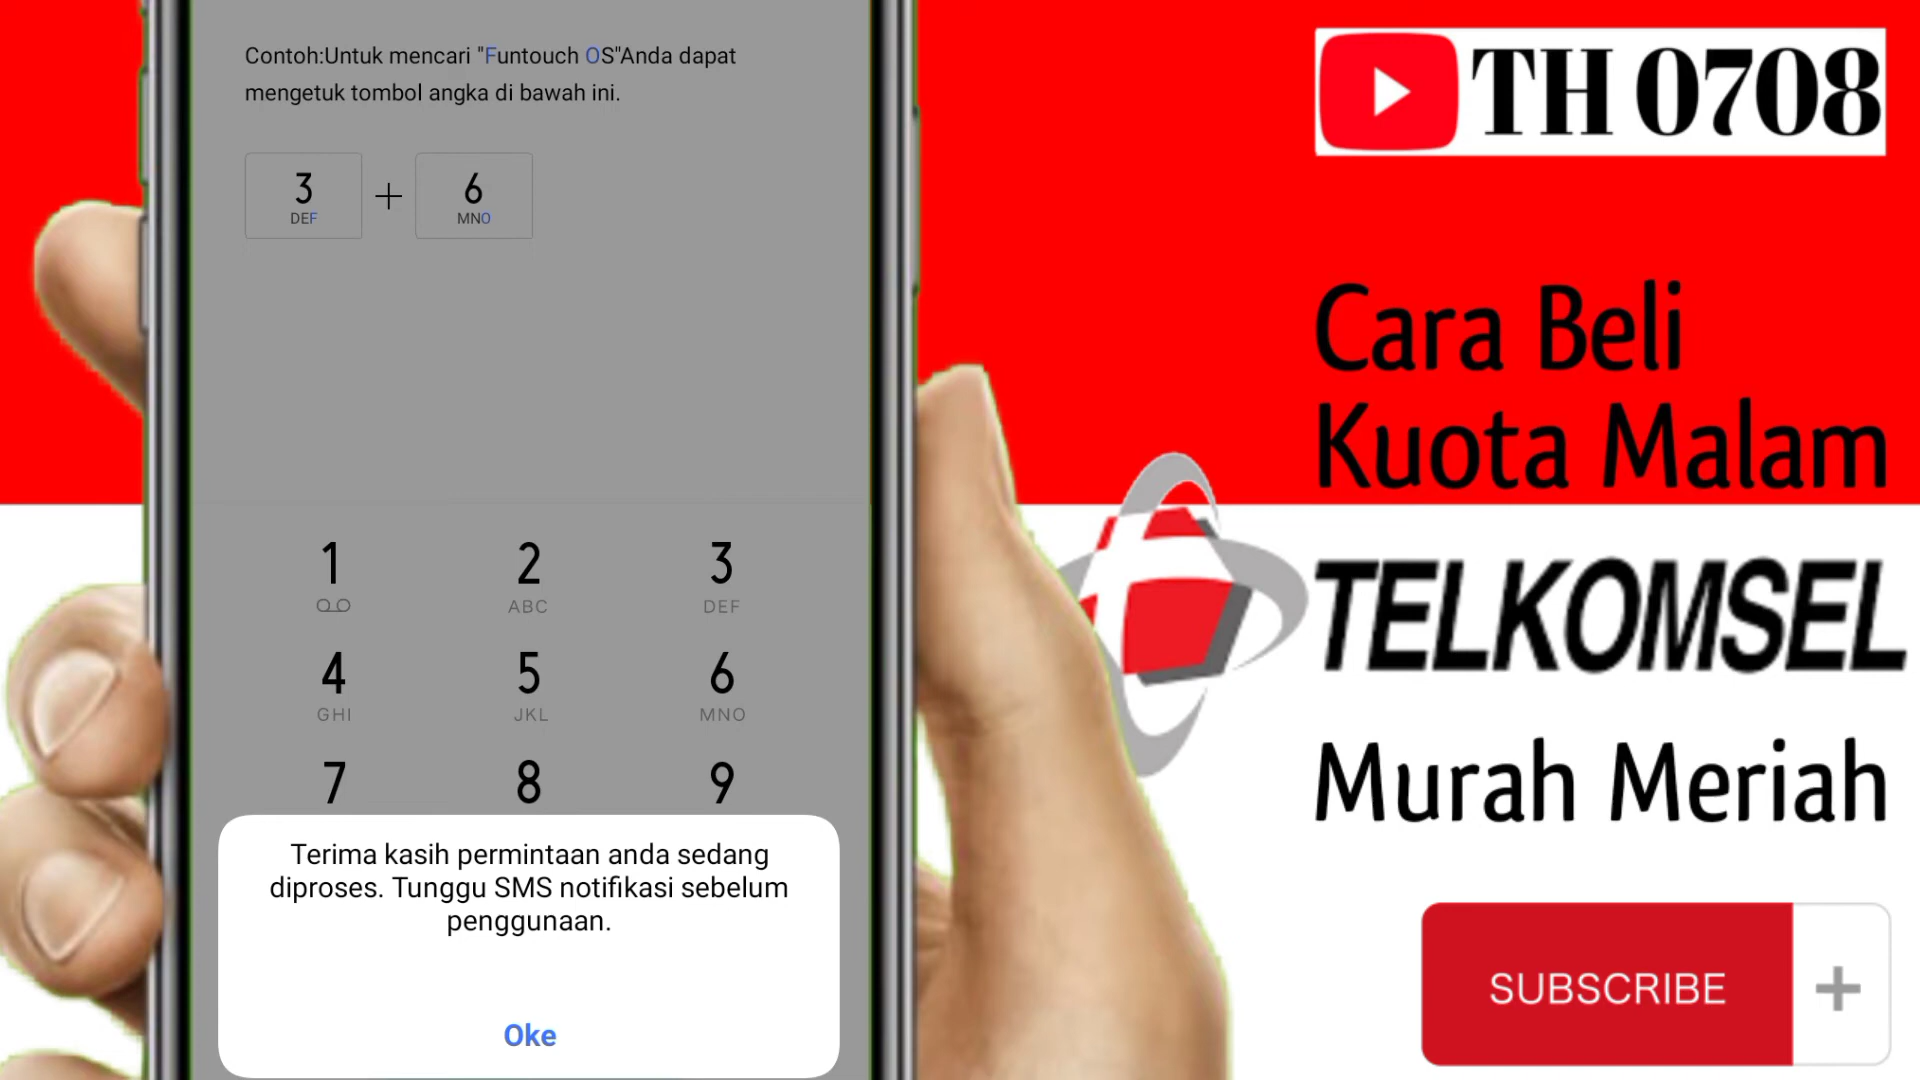 Contoh:Untuk mencari "Funtouch OS"Anda dapat
mengetuk tombol angka di bawah ini.
3 + 6
DEF MNO
1 2 3
ABC DEF
4 5 6
GHI JKL MNO
7 8 9
Terima kasih permintaan anda sedang
diproses. Tunggu SMS notifikasi sebelum
penggunaan.
Oke
TH 0708
Cara Beli
Kuota Malam
TELKOMSEL
Murah Meriah
SUBSCRIBE +